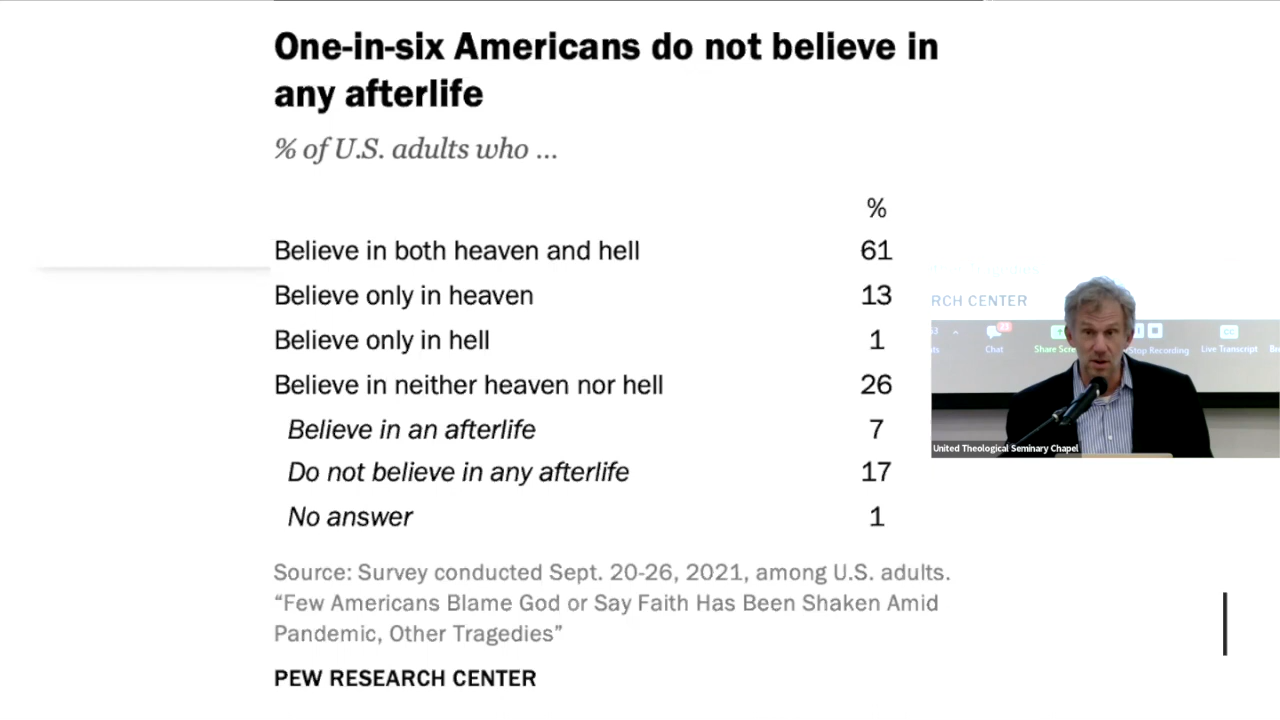 One-in-six Americans do not believe in
any afterlife
% of U.S. adults who ...
%
Believe in both heaven and hell 61
Believe only in heaven 13
Believe only in hell 1
Believe in neither heaven nor hell 26
Believe in an afterlife 7
Do not believe in any afterlife 17
No answer 1
Source: Survey conducted Sept. 20-26, 2021, among U.S. adults.
“Few Americans Blame God or Say Faith Has Been Shaken Amid
Pandemic, Other Tragedies”
PEW RESEARCH CENTER
RCH CENTER
23
CC
Chat
Share Scre
Stop Recording
Live Transcript
United Theological Seminary Chapel